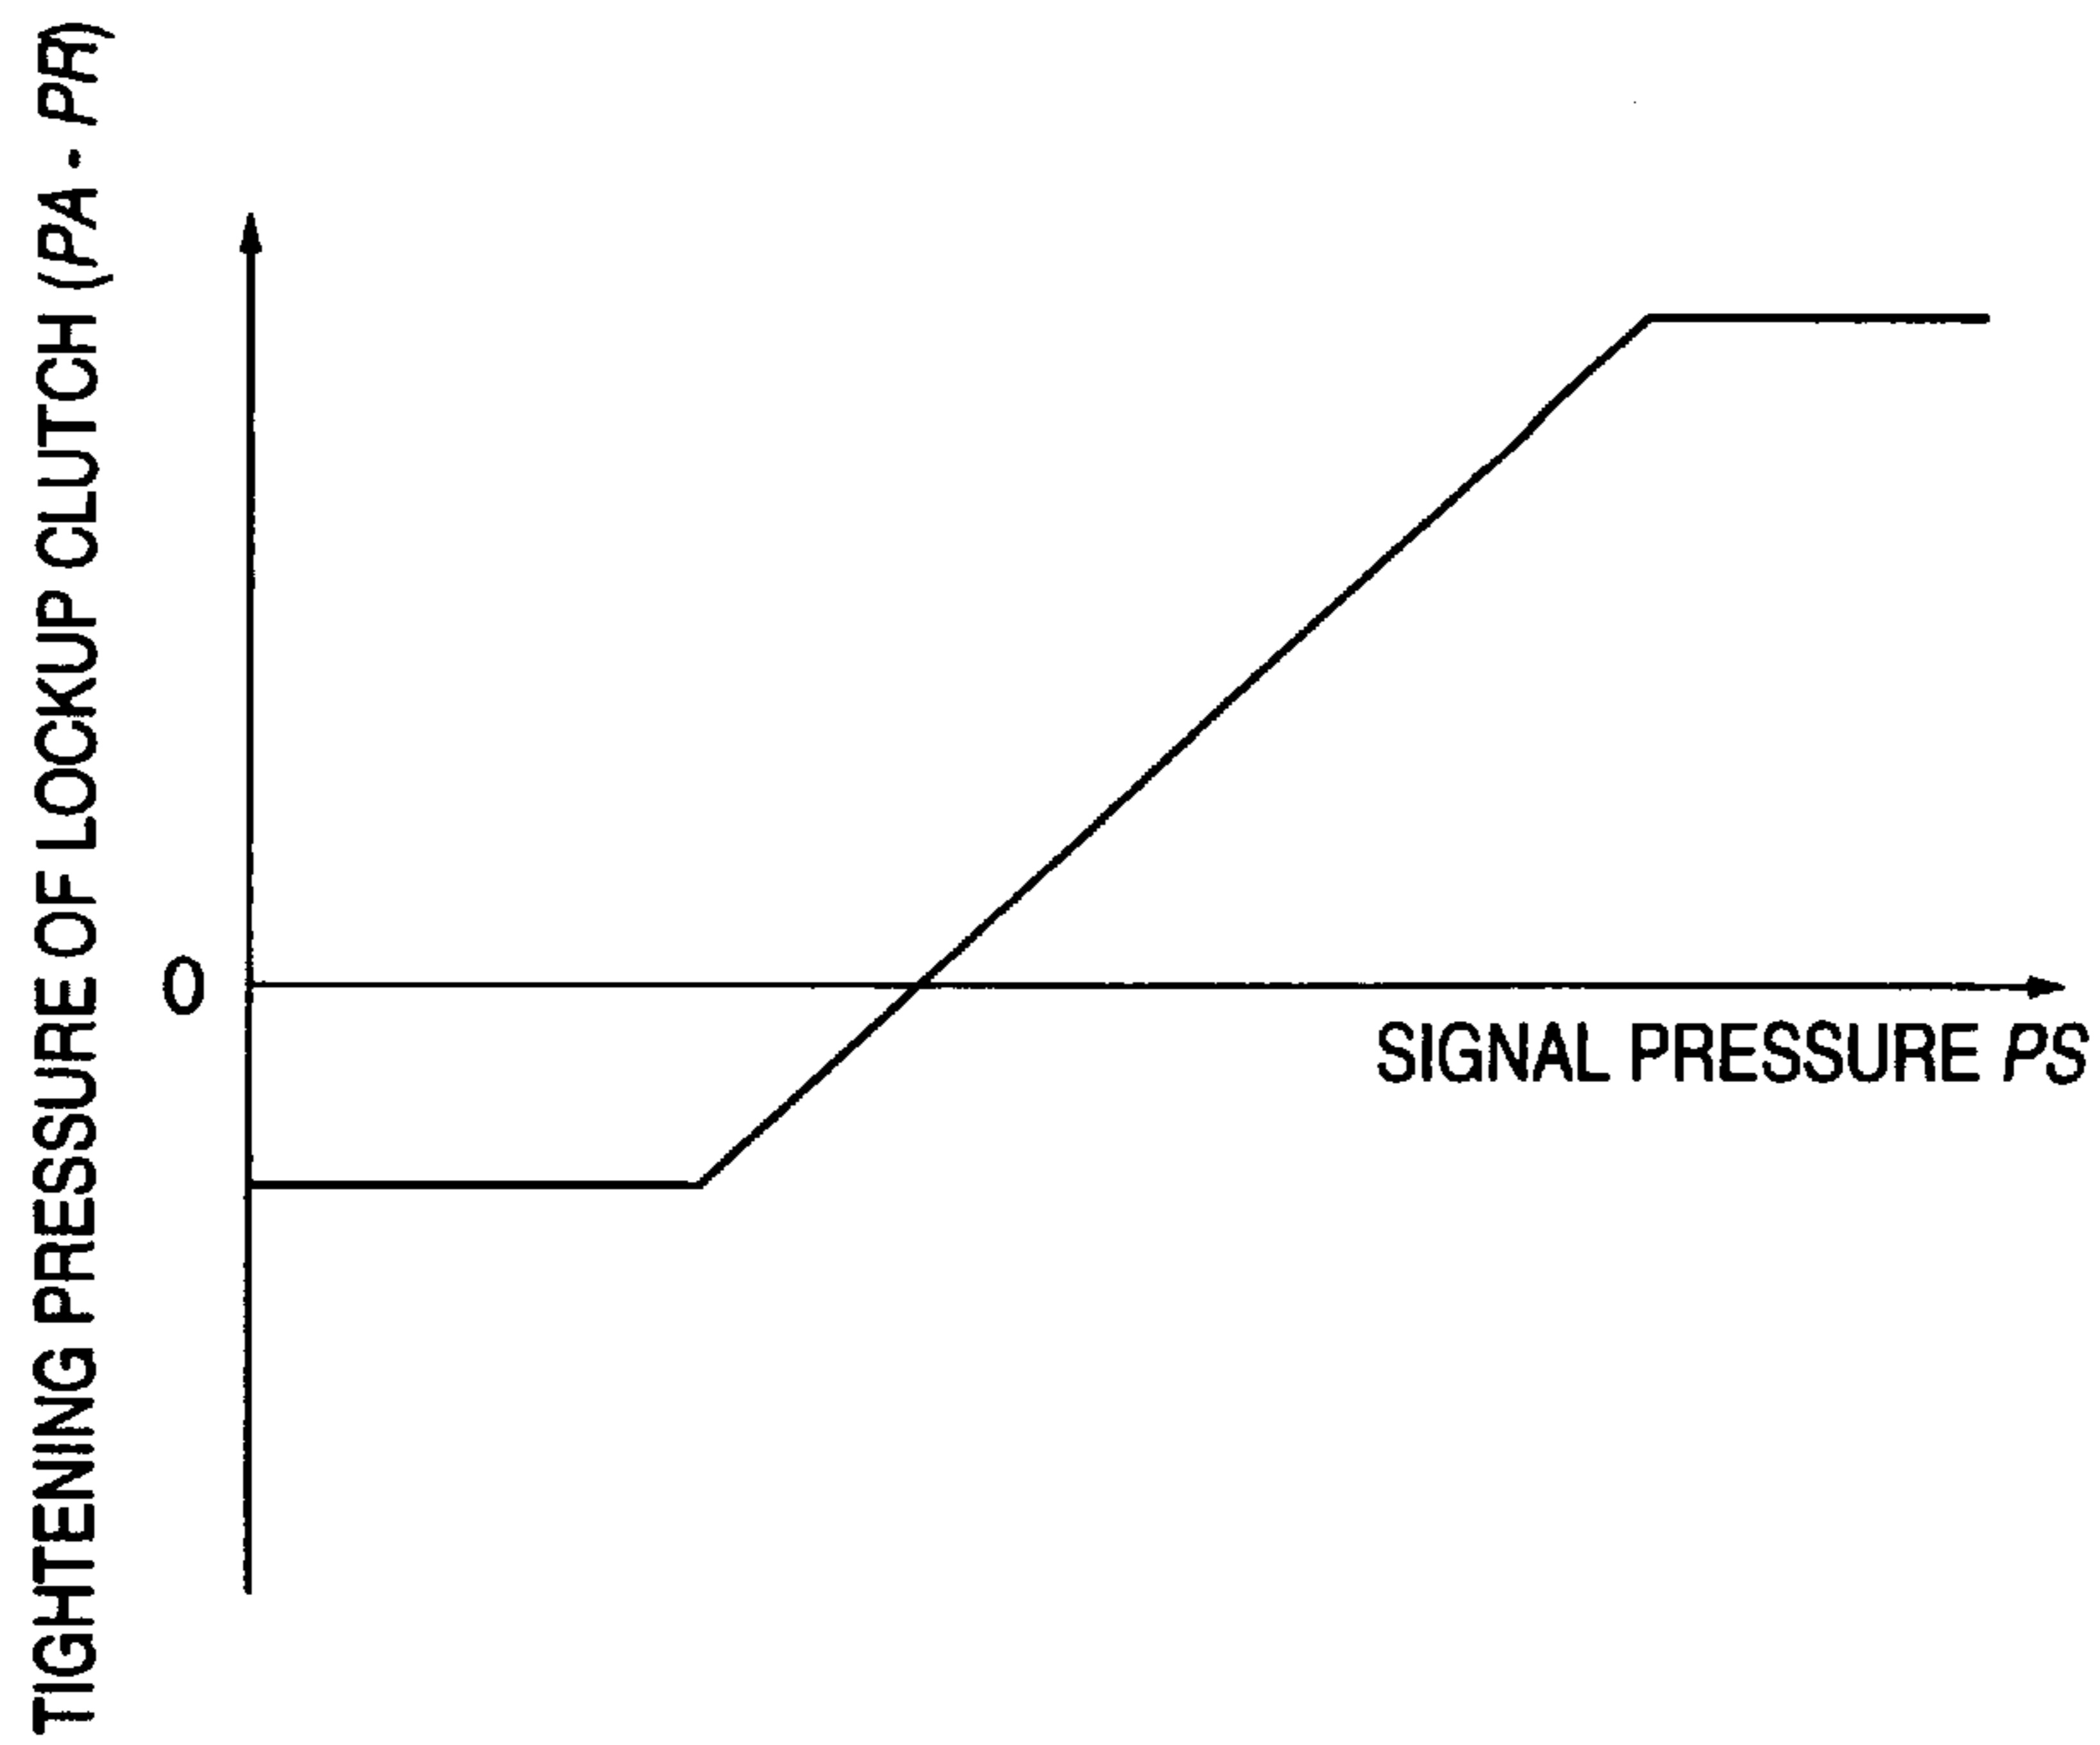 TIGHTENING PRESSURE OF LOCKUP CLUTCH (PA - PR)
0
SIGNAL PRESSURE PS